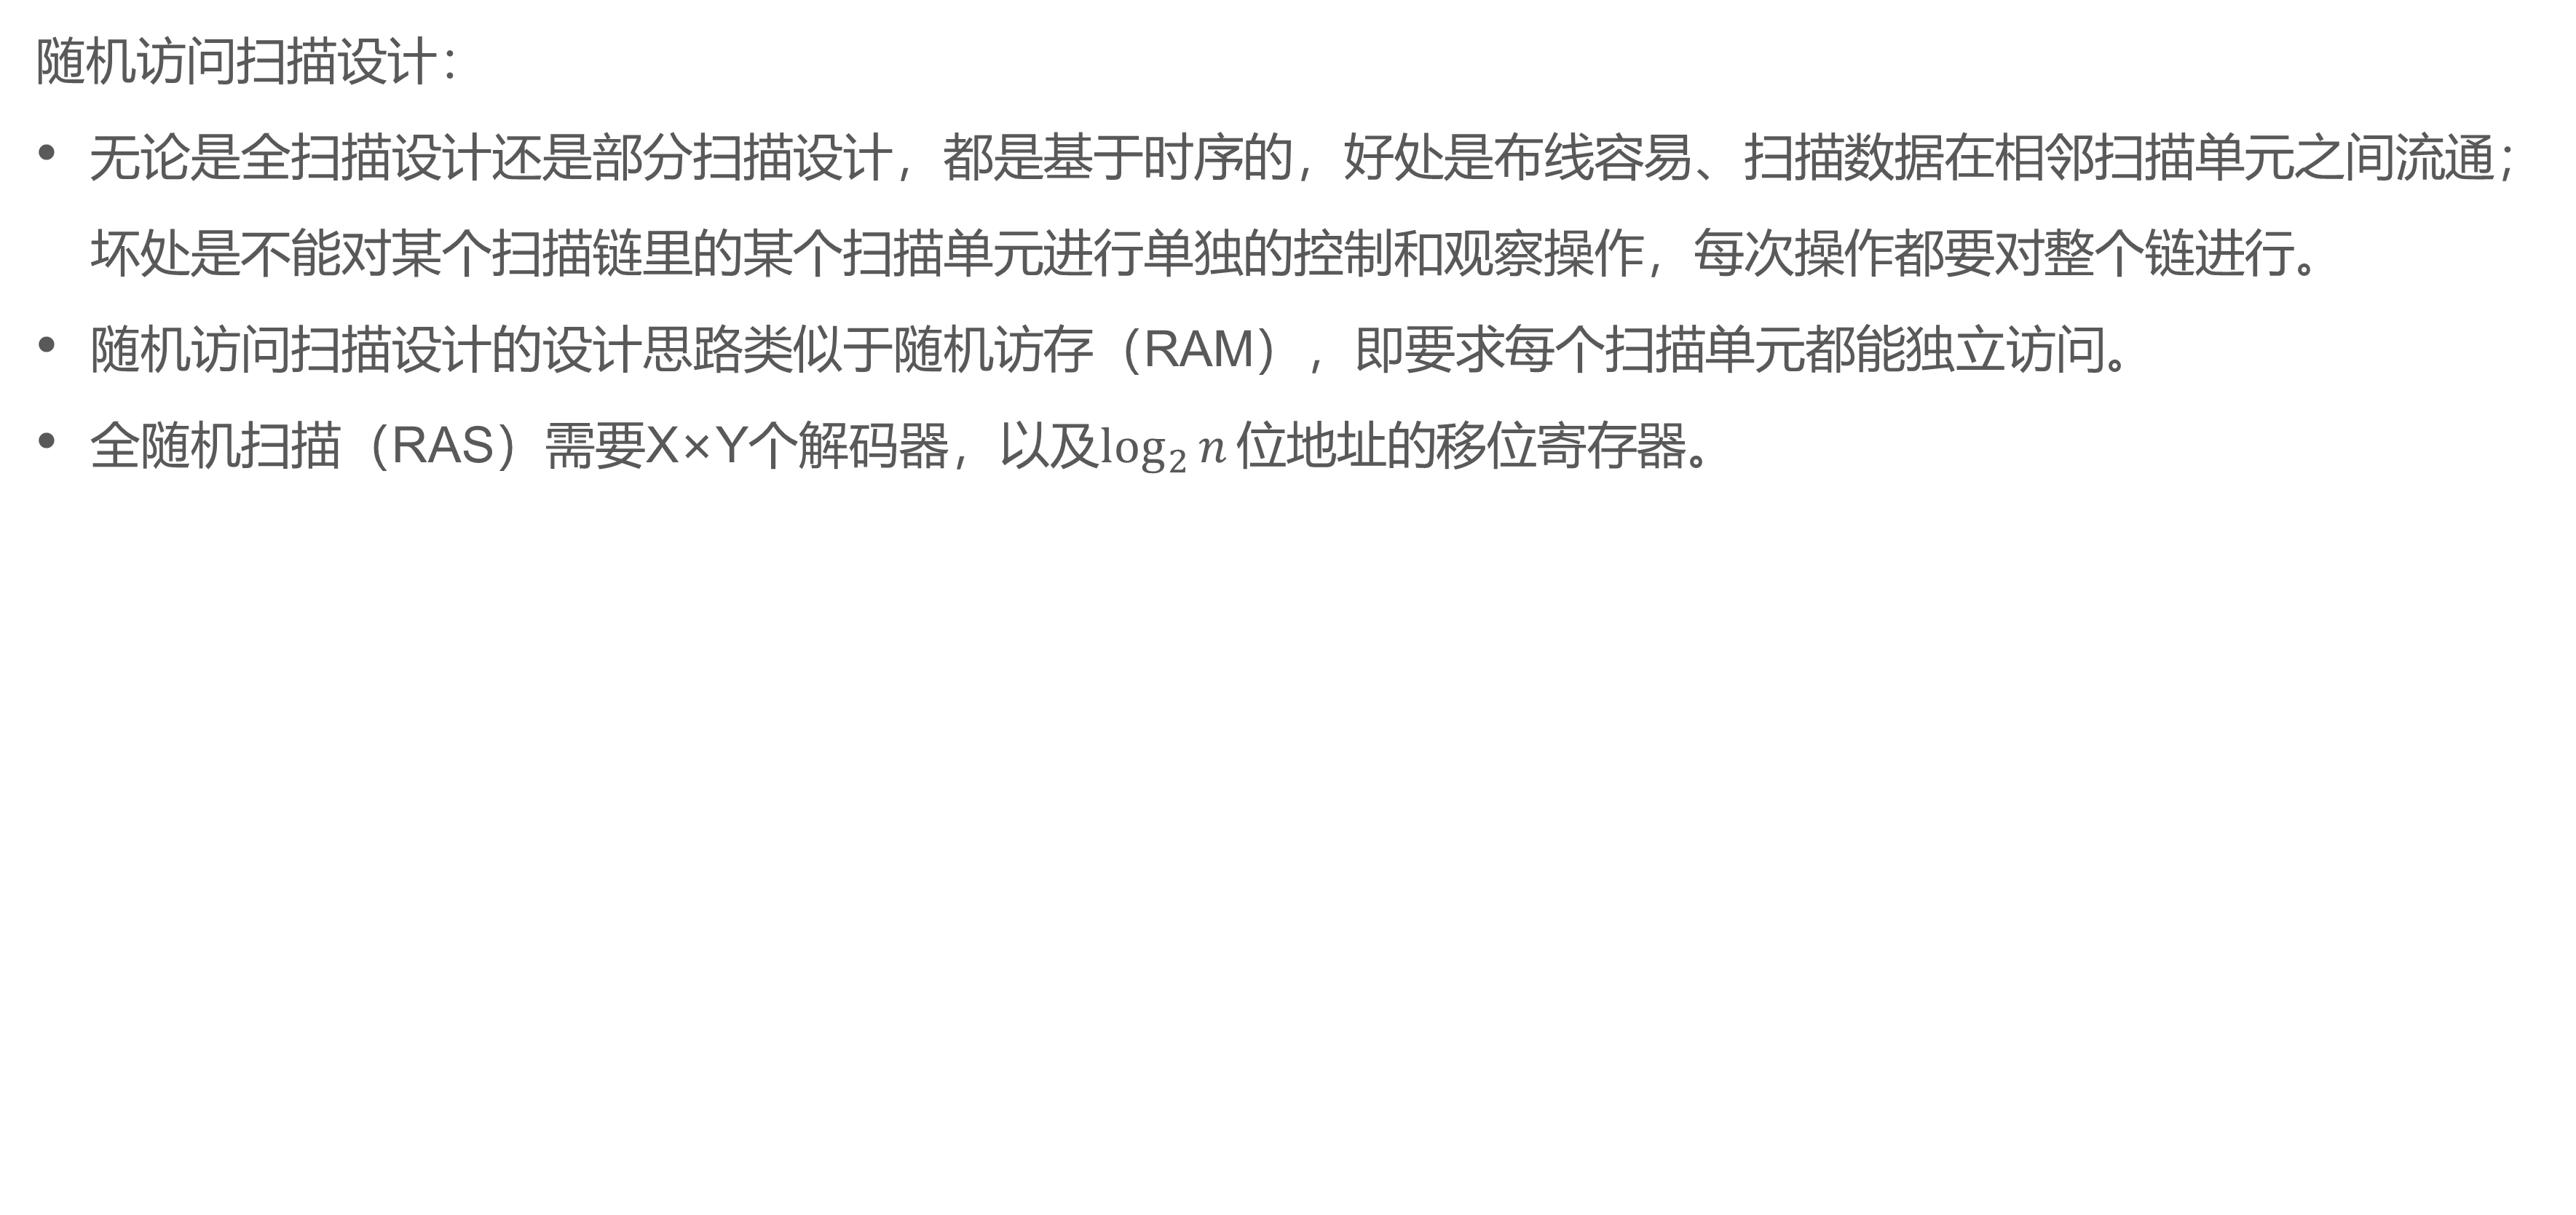 随机访问扫描设计：
• 无论是全扫描设计还是部分扫描设计，都是基于时序的，好处是布线容易、扫描数据在相邻扫描单元之间流通；
坏处是不能对某个扫描链里的某个扫描单元进行单独的控制和观察操作，每次操作都要对整个链进行。
• 随机访问扫描设计的设计思路类似于随机访存（RAM），即要求每个扫描单元都能独立访问。
• 全随机扫描（RAS）需要X×Y个解码器，以及log₂ n 位地址的移位寄存器。